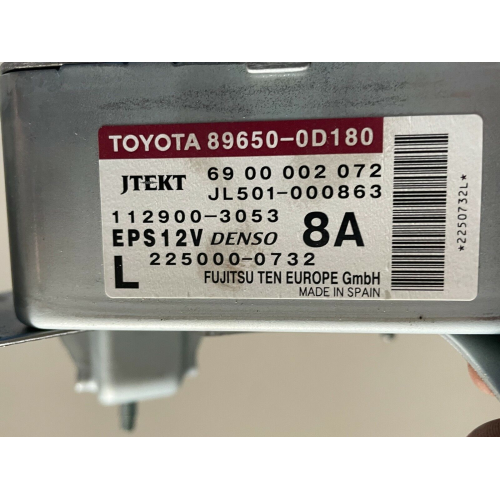 TOYOTA 89650-0D180
JTEKT 69 00 002 072
JL501-000863
112900-3053
EPS12V DENSO 8A
L 225000-0732
FUJITSU TEN EUROPE GmbH
MADE IN SPAIN
*2250732L*